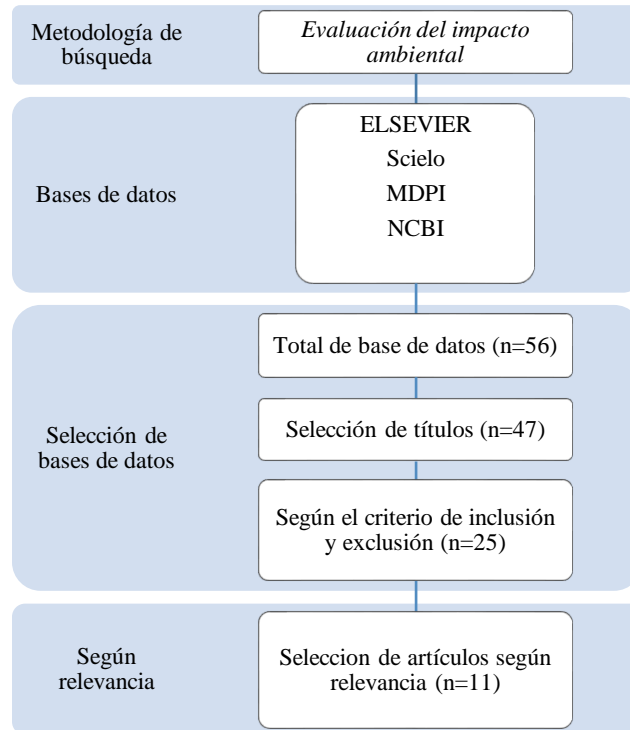 Metodología de
búsqueda
Evaluación del impacto
ambiental
Bases de datos
ELSEVIER
Scielo
MDPI
NCBI
Selección de
bases de datos
Total de base de datos (n=56)
Selección de títulos (n=47)
Según el criterio de inclusión
y exclusión (n=25)
Según
relevancia
Seleccion de artículos según
relevancia (n=11)